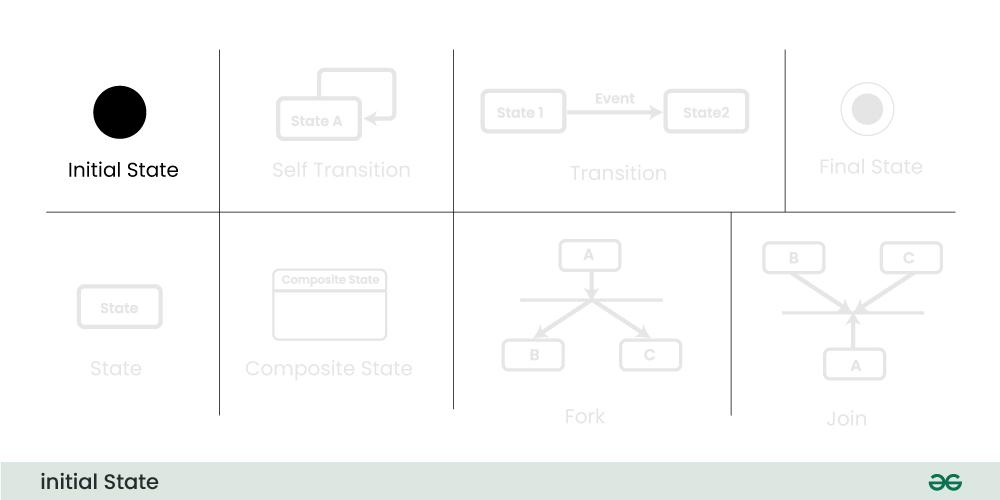 Initial State
State A
Self Transition
State 1
Event
State2
Transition
Final State
State
State
Composite State
Composite State
A
B
C
Fork
B
C
A
Join
initial State